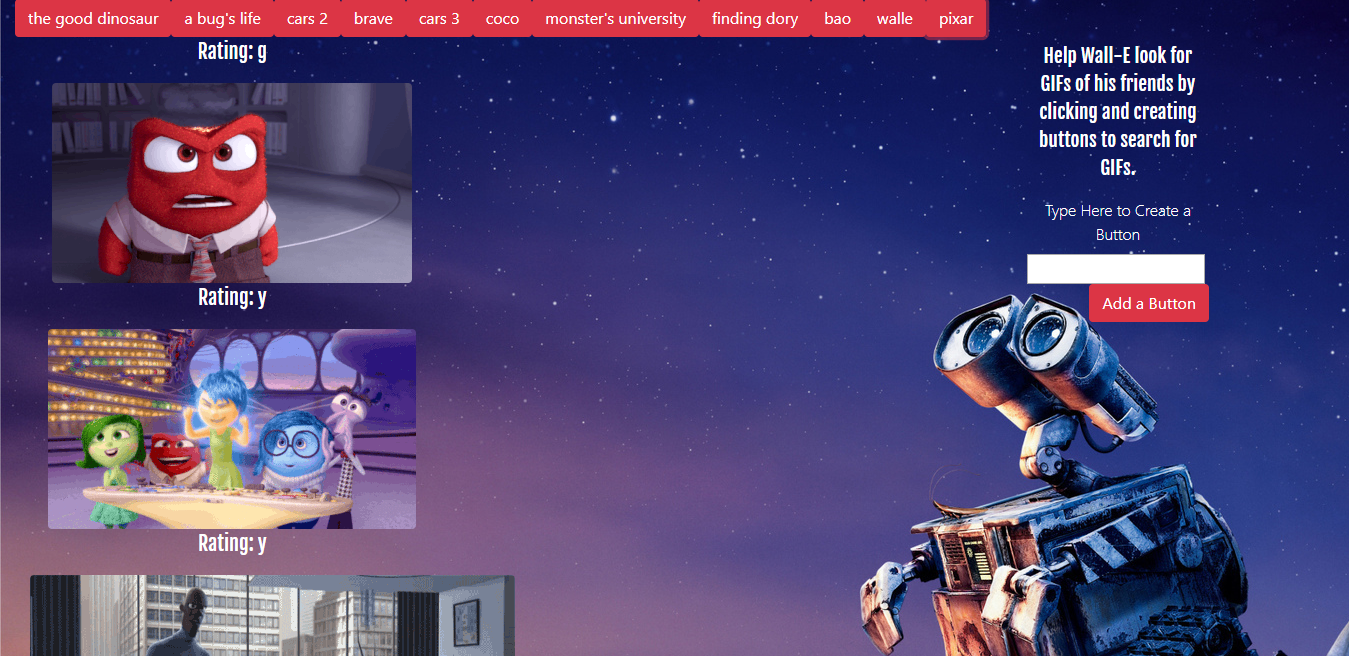 the good dinosaur a bug's life cars 2 brave cars 3 coco monster's university finding dory bao walle pixar
Rating: g
Rating: y
Rating: y
Help Wall-E look for
GIFs of his friends by
clicking and creating
buttons to search for
GIFs.
Type Here to Create a
Button
Add a Button